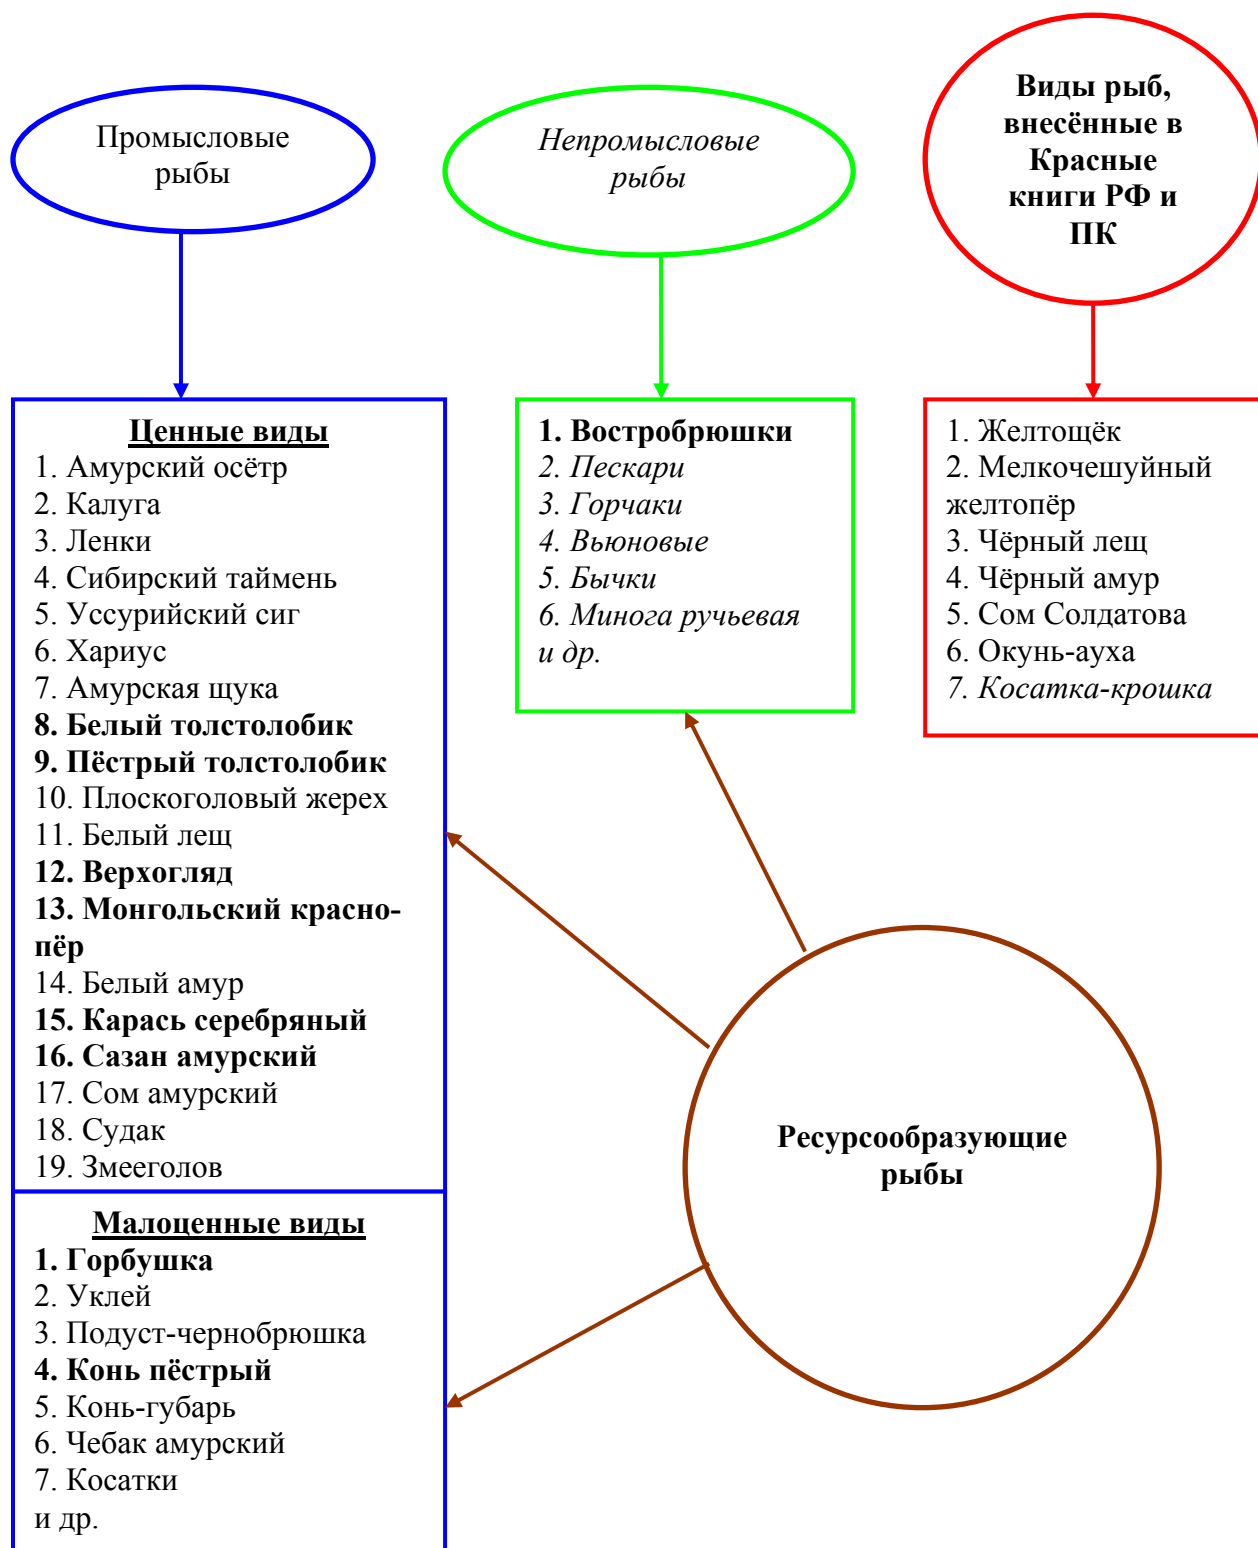 Промысловые
рыбы
Непромысловые
рыбы
Виды рыб,
внесённые в
Красные
книги РФ и
ПК
Ценные виды
1. Амурский осётр
2. Калуга
3. Ленки
4. Сибирский таймень
5. Уссурийский сиг
6. Хариус
7. Амурская щука
8. Белый толстолобик
9. Пёстрый толстолобик
10. Плоскоголовый жерех
11. Белый лещ
12. Верхогляд
13. Монгольский красно-
пёр
14. Белый амур
15. Карась серебряный
16. Сазан амурский
17. Сом амурский
18. Судак
19. Змееголов
Малоценные виды
1. Горбушка
2. Уклей
3. Подуст-чернобрюшка
4. Конь пёстрый
5. Конь-губарь
6. Чебак амурский
7. Косатки
и др.
1. Востробрюшки
2. Пескари
3. Горчаки
4. Вьюновые
5. Бычки
6. Минога ручьевая
и др.
1. Желтощёк
2. Мелкочешуйный
желтопёр
3. Чёрный лещ
4. Чёрный амур
5. Сом Солдатова
6. Окунь-ауха
7. Косатка-крошка
Ресурсообразующие
рыбы